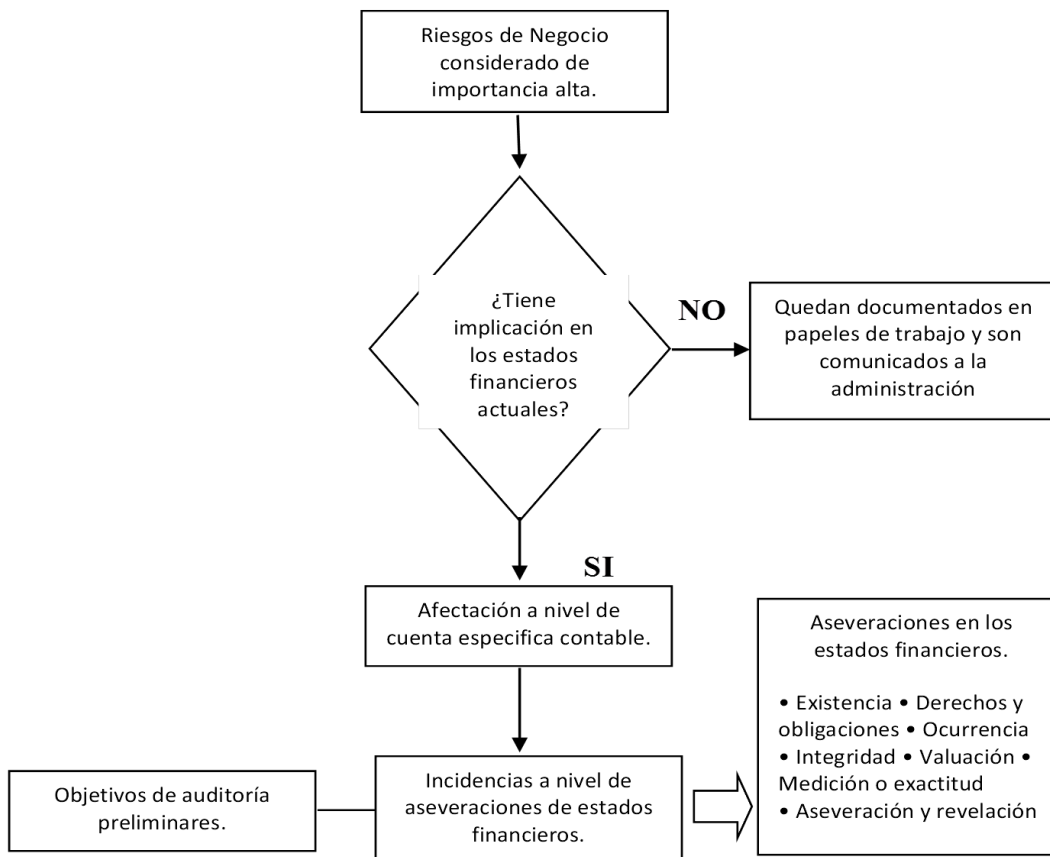 Riesgos de Negocio
considerado de
importancia alta.
¿Tiene
implicación en
los estados
financieros
actuales?
NO
Quedan documentados en
papeles de trabajo y son
comunicados a la
administración
SI
Afectación a nivel de
cuenta especifica contable.
Aseveraciones en los
estados financieros.
• Existencia • Derechos y
obligaciones • Ocurrencia
• Integridad • Valuación •
Medición o exactitud
• Aseveración y revelación
Objetivos de auditoría
preliminares.
Incidencias a nivel de
aseveraciones de estados
financieros.